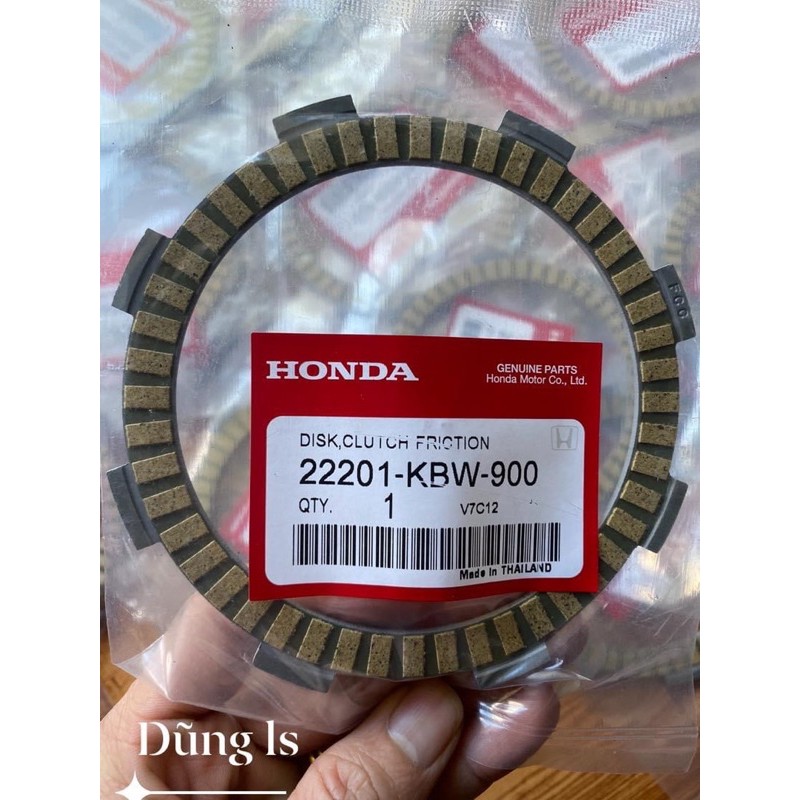 FCC
HONDA
GENUINE PARTS
Honda Motor Co., Ltd.
DISK,CLUTCH FRICTION
22201-KBW-900
QTY. 1 V7C12
Made in THAILAND
Dũng ls